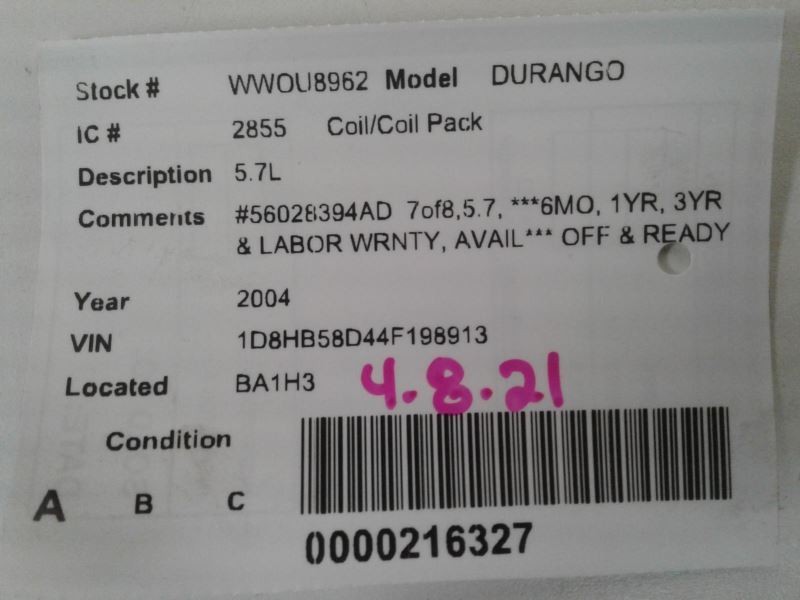 Stock # WWOU8962 Model DURANGO
IC # 2855 Coil/Coil Pack
Description 5.7L
Comments #56028394AD 7of8,5.7, ***6MO, 1YR, 3YR
& LABOR WRNTY, AVAIL*** OFF & READY
Year 2004
VIN 1D8HB58D44F198913
Located BA1H3 4.8.21
Condition
A B C
0000216327